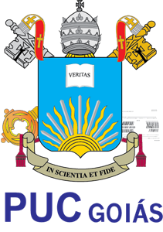 VERITAS
IN SCIENTIA ET FIDE
PUC GOIÁS